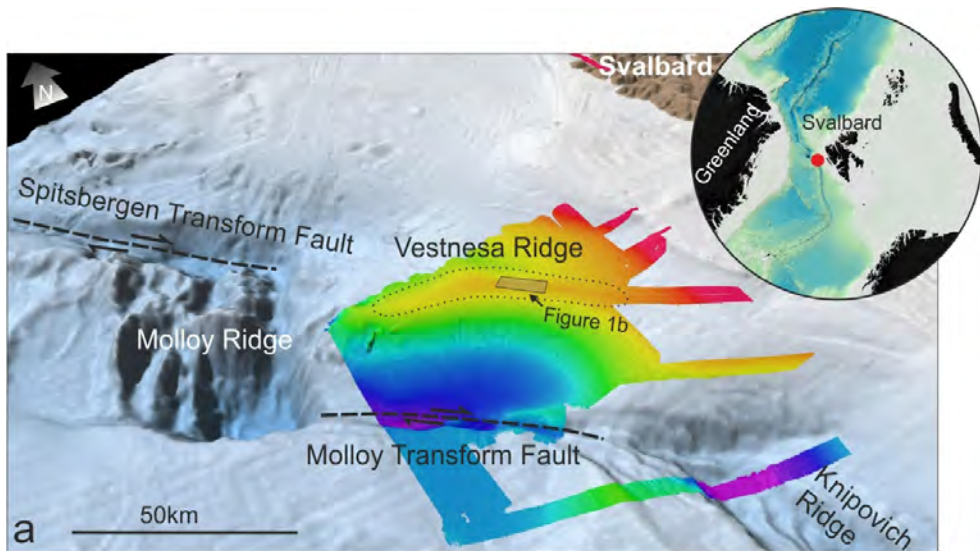 Svalbard
N
Svalbard
Greenland
Spitsbergen Transform Fault
Vestnesa Ridge
Figure 1b
Molloy Ridge
Molloy Transform Fault
Knipovich
Ridge
50km
a